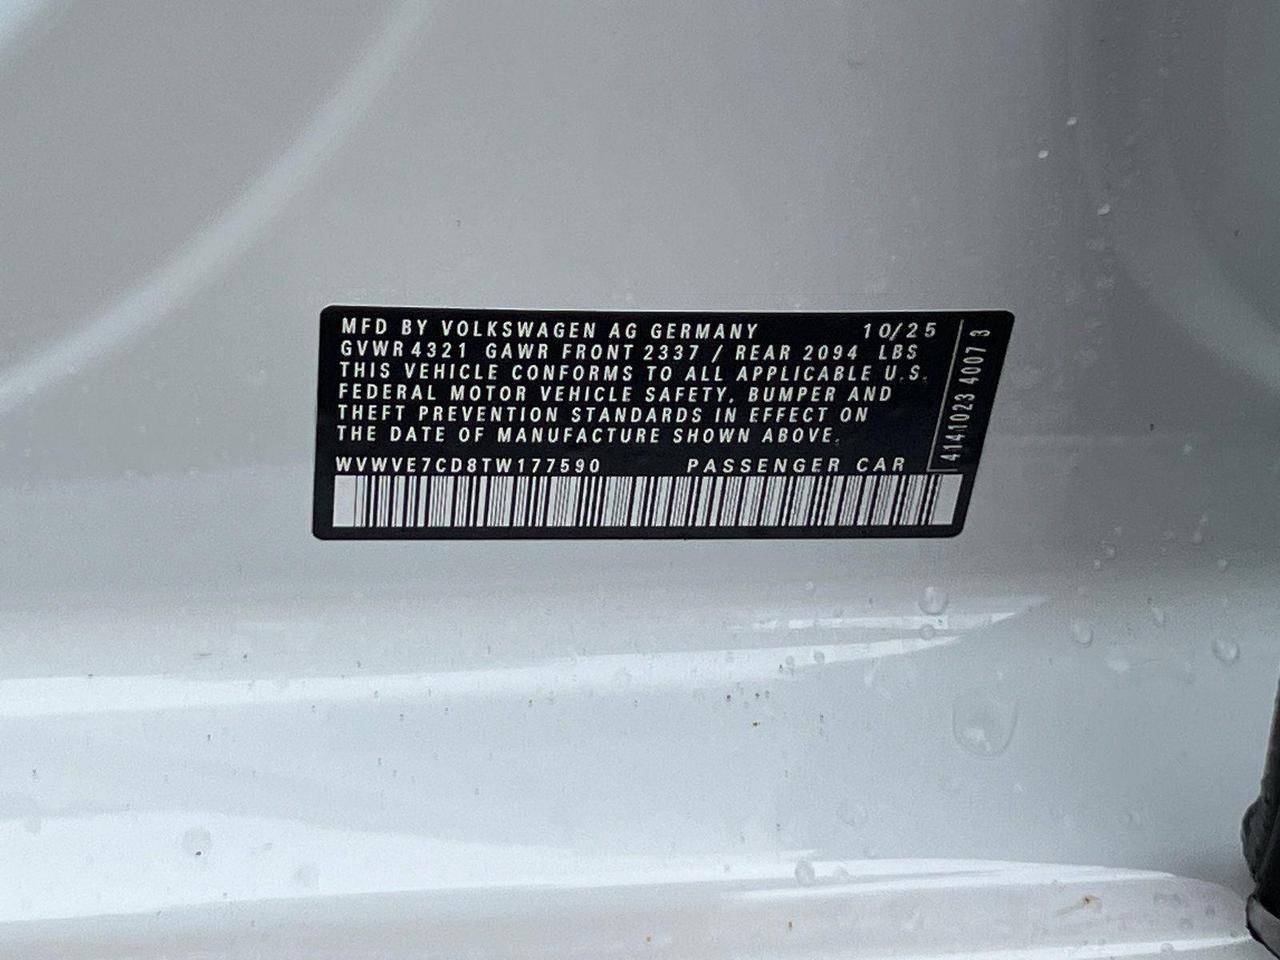 MFD BY VOLKSWAGEN AG GERMANY 10/25
GVWR 4321 GAWR FRONT 2337 / REAR 2094 LBS
THIS VEHICLE CONFORMS TO ALL APPLICABLE U.S.
FEDERAL MOTOR VEHICLE SAFETY, BUMPER AND
THEFT PREVENTION STANDARDS IN EFFECT ON
THE DATE OF MANUFACTURE SHOWN ABOVE.
WVWVE7CD8TW177590 PASSENGER CAR
4141023 4007 3